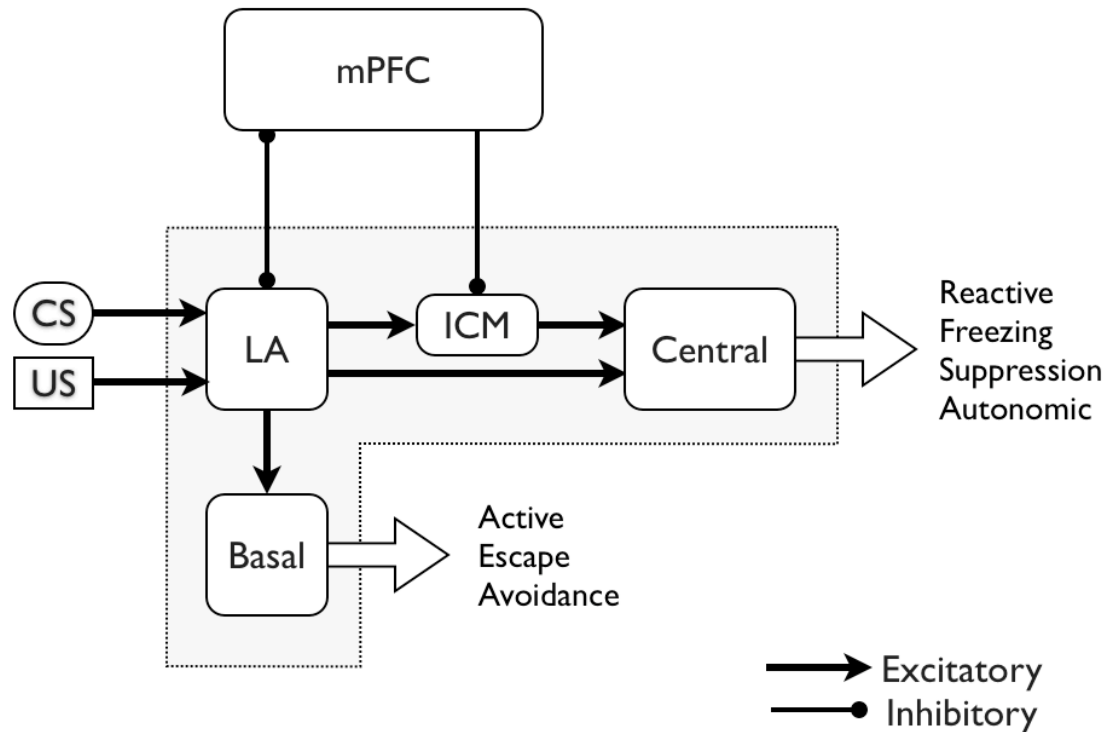 mPFC
CS
US
LA
ICM
Central
Reactive
Freezing
Suppression
Autonomic
Basal
Active
Escape
Avoidance
Excitatory
Inhibitory